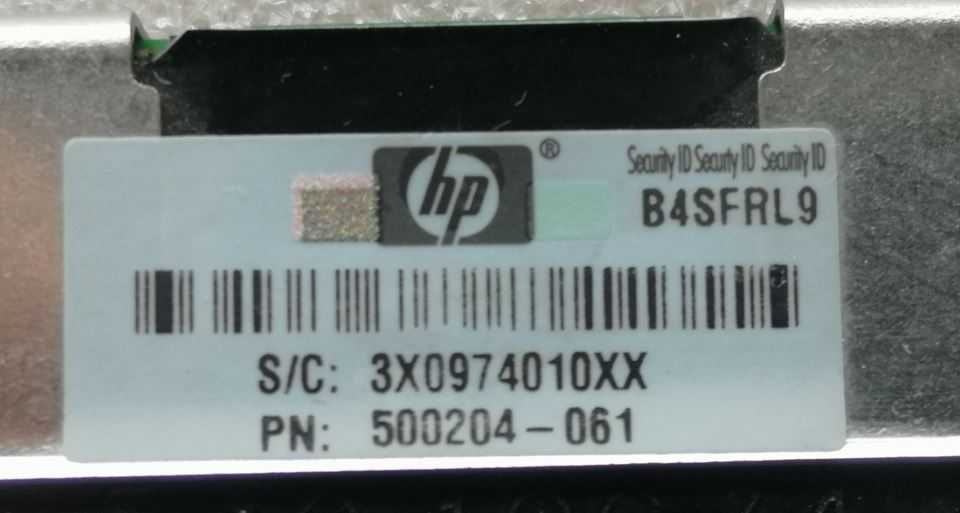 hp®
Security ID Security ID Security ID
B4SFRL9
S/C: 3X0974010XX
PN: 500204-061